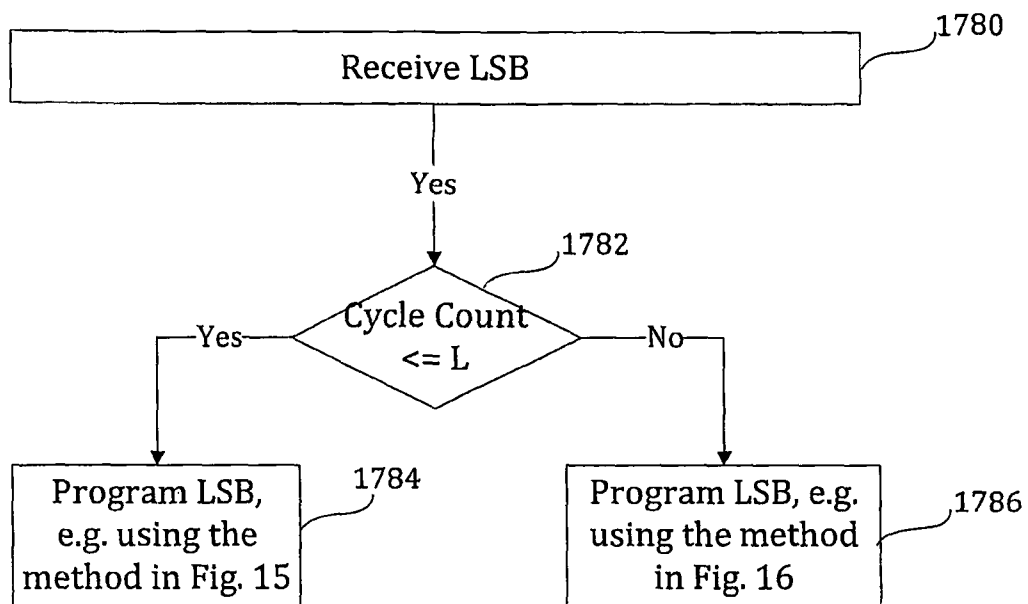 1780
Receive LSB
Yes
1782
Cycle Count
<= L
Yes
No
1784
Program LSB,
e.g. using the
method in Fig. 15
1786
Program LSB, e.g.
using the method
in Fig. 16